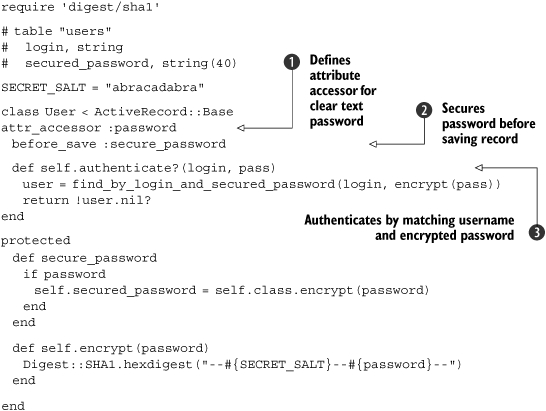 require 'digest/sha1'
# table "users"
#  login, string
#  secured_password, string(40)
SECRET_SALT = "abracadabra"
1 Defines
attribute
accessor for
clear text
password
class User < ActiveRecord::Base
attr_accessor :password
  before_save :secure_password
2 Secures
password before
saving record
  def self.authenticate?(login, pass)
    user = find_by_login_and_secured_password(login, encrypt(pass))
    return !user.nil?
end
Authenticates by matching username
and encrypted password 3
protected
  def secure_password
    if password
      self.secured_password = self.class.encrypt(password)
    end
  end
  def self.encrypt(password)
    Digest::SHA1.hexdigest("--#{SECRET_SALT}--#{password}--")
  end
end